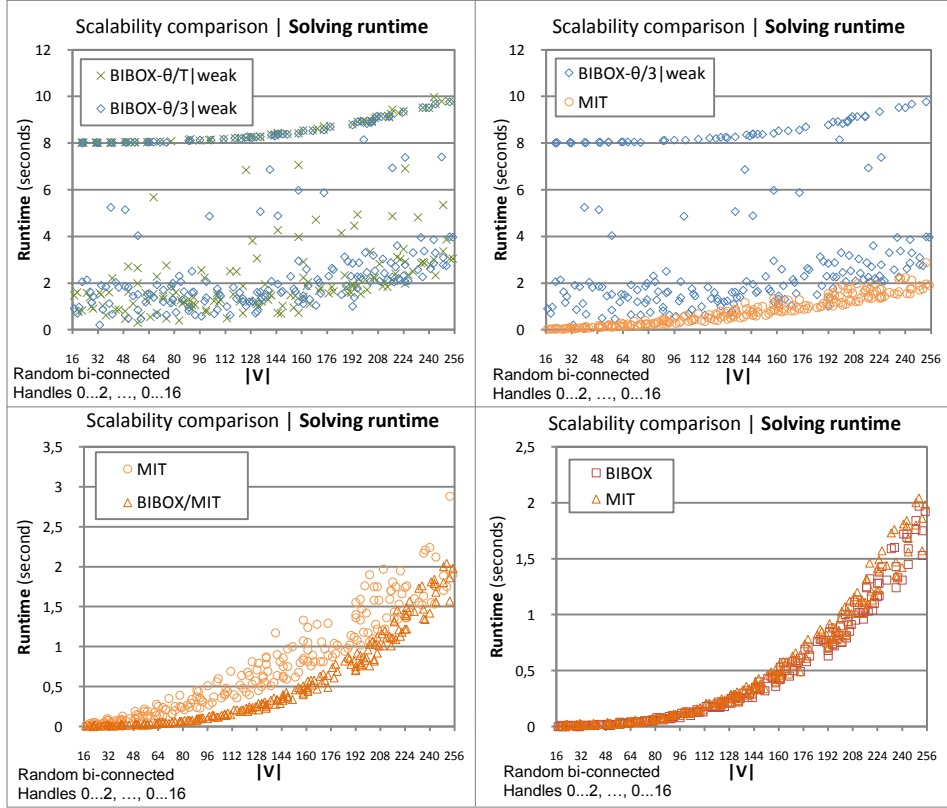 Scalability comparison | Solving runtime
Runtime (seconds)
12
10
8
6
4
2
0
BIBOX-θ/T|weak
BIBOX-θ/3|weak
16 32 48 64 80 96 112 128 144 160 176 192 208 224 240 256
Random bi-connected
Handles 0...2, ..., 0...16
|V|
Scalability comparison | Solving runtime
Runtime (seconds)
12
10
8
6
4
2
0
BIBOX-θ/3|weak
MIT
16 32 48 64 80 96 112 128 144 160 176 192 208 224 240 256
Random bi-connected
Handles 0...2, ..., 0...16
|V|
Scalability comparison | Solving runtime
Runtime (second)
3,5
3
2,5
2
1,5
1
0,5
0
MIT
BIBOX/MIT
16 32 48 64 80 96 112 128 144 160 176 192 208 224 240 256
Random bi-connected
Handles 0...2, ..., 0...16
|V|
Scalability comparison | Solving runtime
Runtime (seconds)
2,5
2
1,5
1
0,5
0
BIBOX
MIT
16 32 48 64 80 96 112 128 144 160 176 192 208 224 240 256
Random bi-connected
Handles 0...2, ..., 0...16
|V|